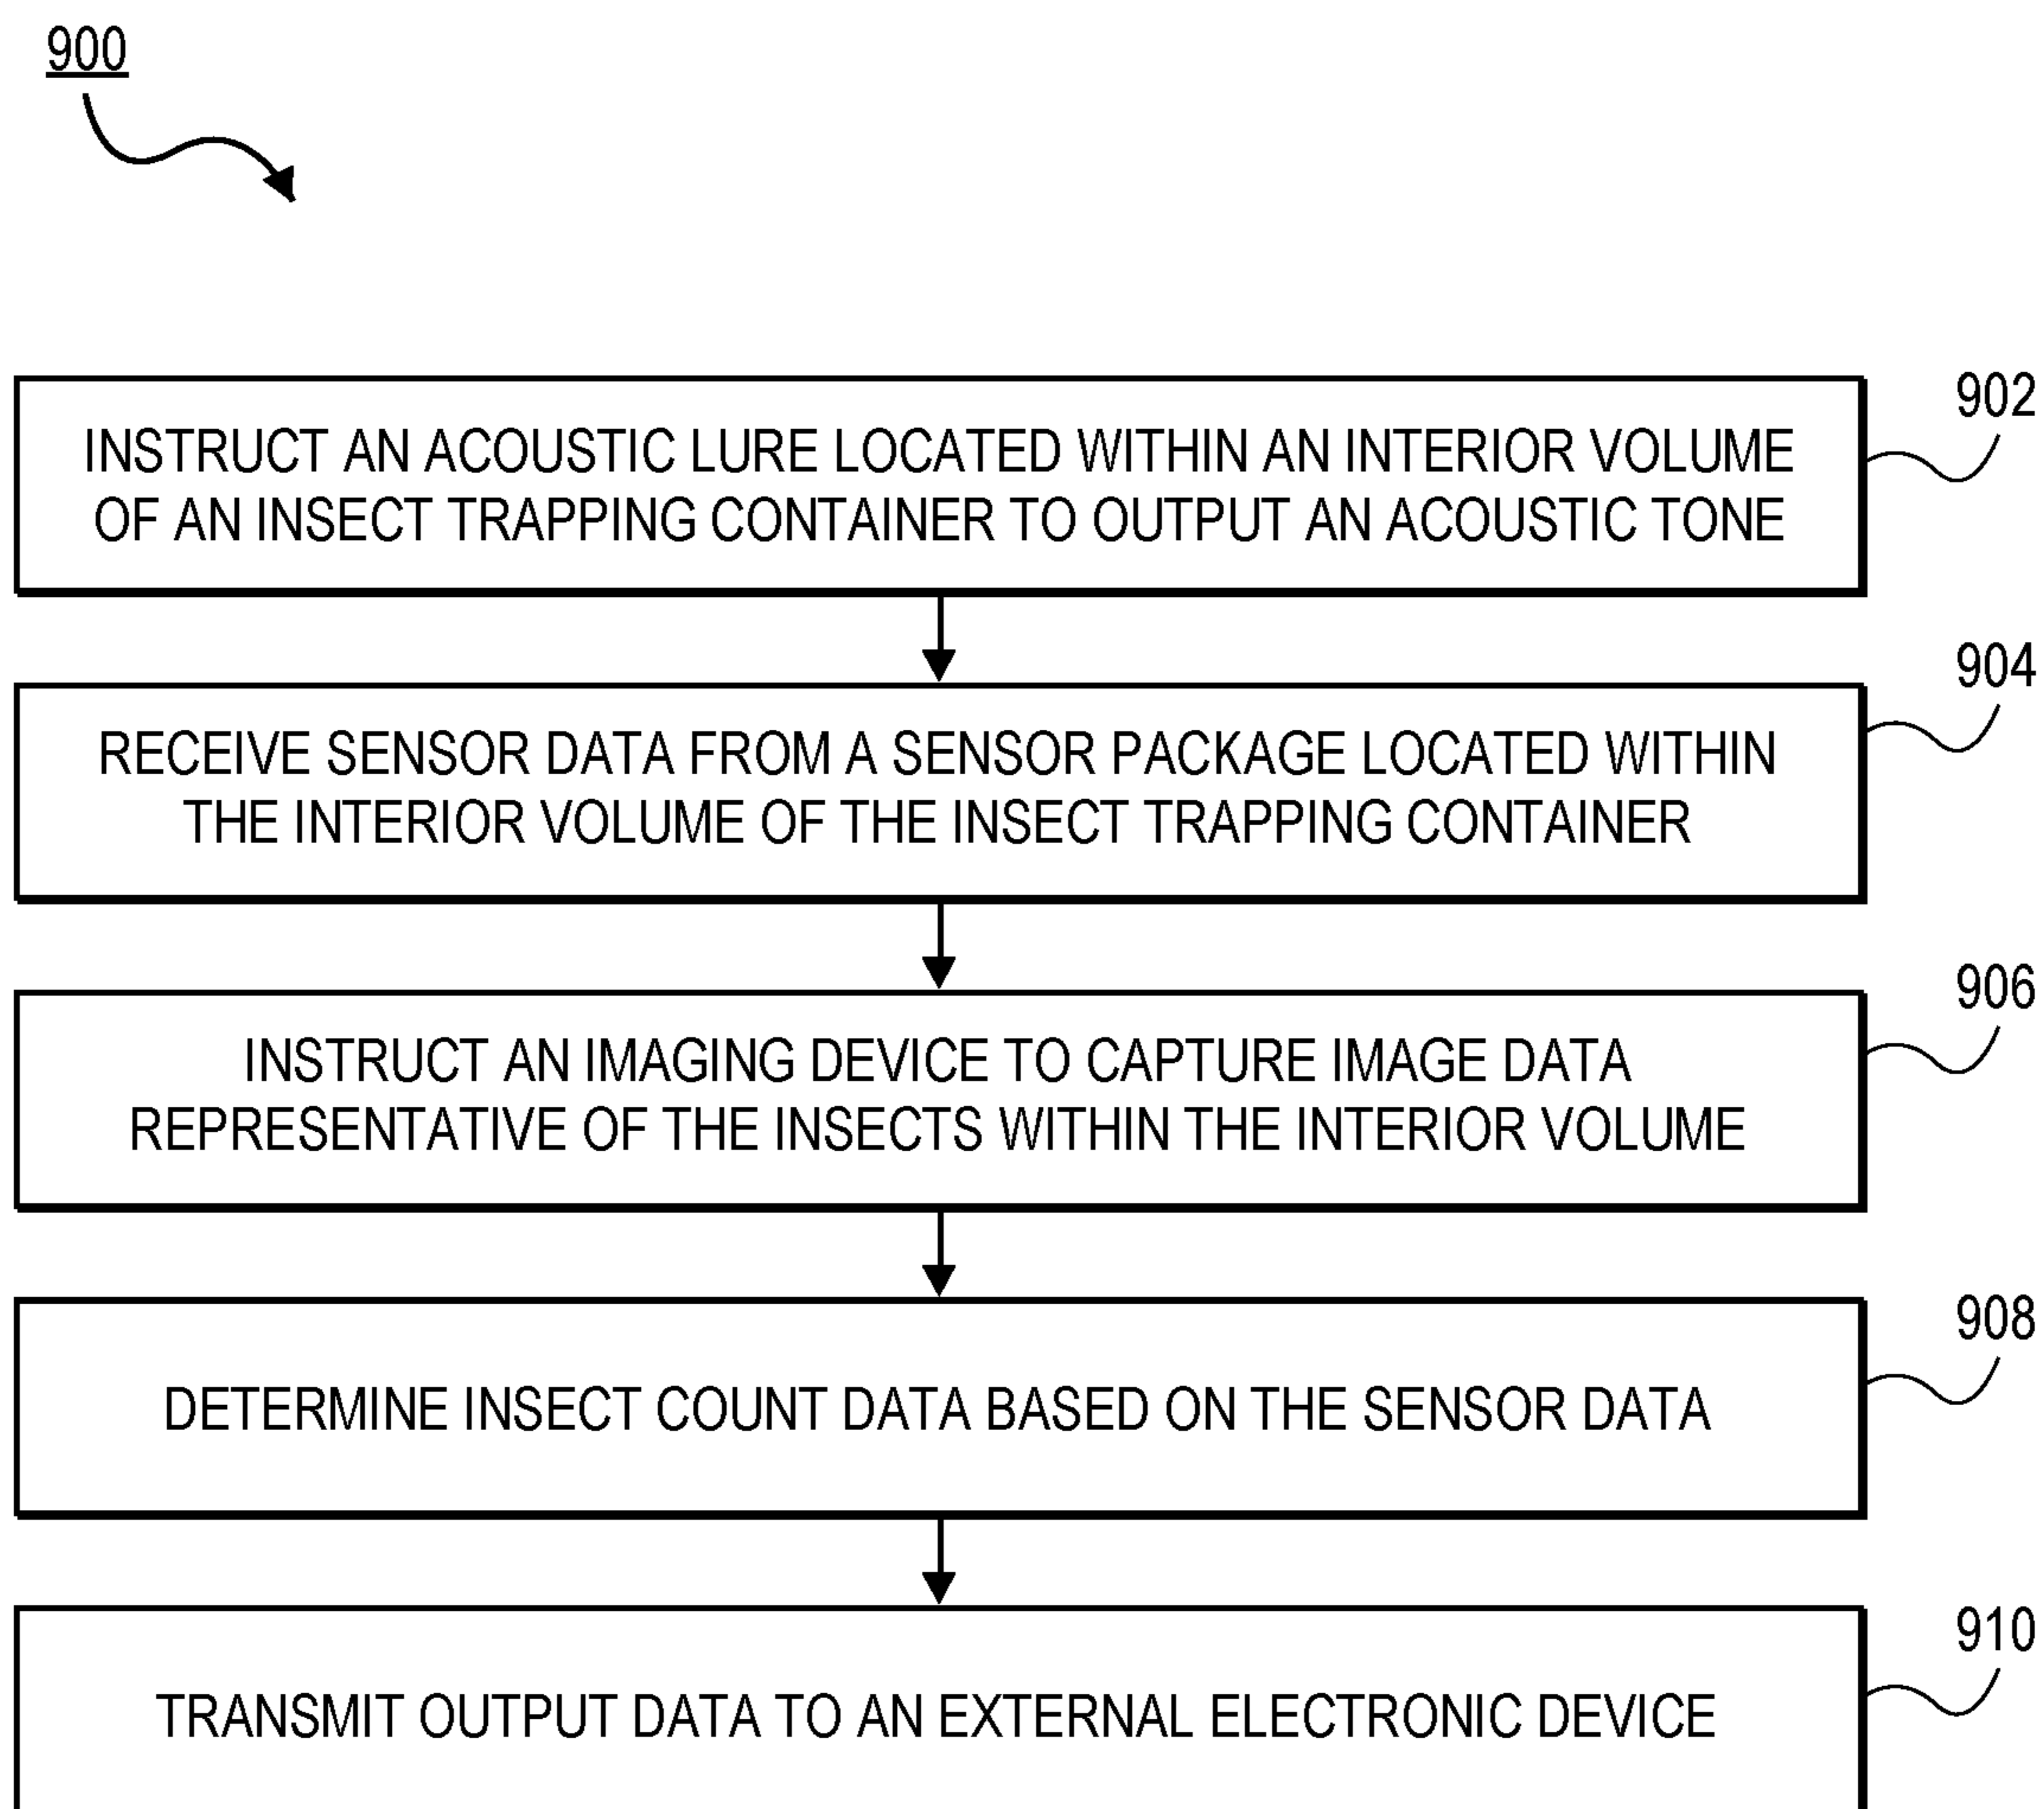 900
902
INSTRUCT AN ACOUSTIC LURE LOCATED WITHIN AN INTERIOR VOLUME
OF AN INSECT TRAPPING CONTAINER TO OUTPUT AN ACOUSTIC TONE
904
RECEIVE SENSOR DATA FROM A SENSOR PACKAGE LOCATED WITHIN
THE INTERIOR VOLUME OF THE INSECT TRAPPING CONTAINER
906
INSTRUCT AN IMAGING DEVICE TO CAPTURE IMAGE DATA
REPRESENTATIVE OF THE INSECTS WITHIN THE INTERIOR VOLUME
908
DETERMINE INSECT COUNT DATA BASED ON THE SENSOR DATA
910
TRANSMIT OUTPUT DATA TO AN EXTERNAL ELECTRONIC DEVICE